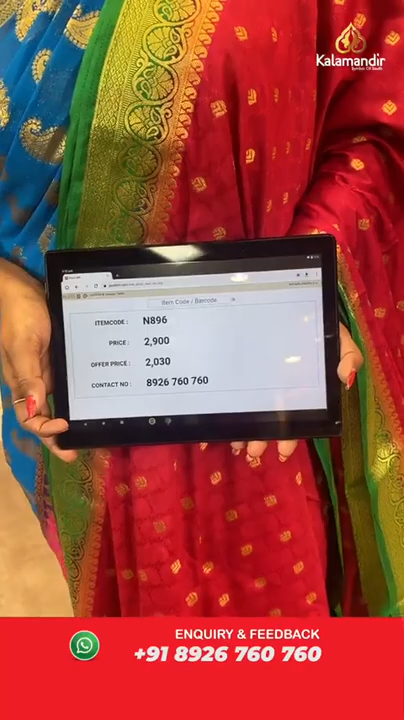 Kalamandir
Item Code / Barcode
ITEMCODE : N896
PRICE : 2,900
OFFER PRICE : 2,030
CONTACT NO : 8926 760 760
ENQUIRY & FEEDBACK
+91 8926 760 760